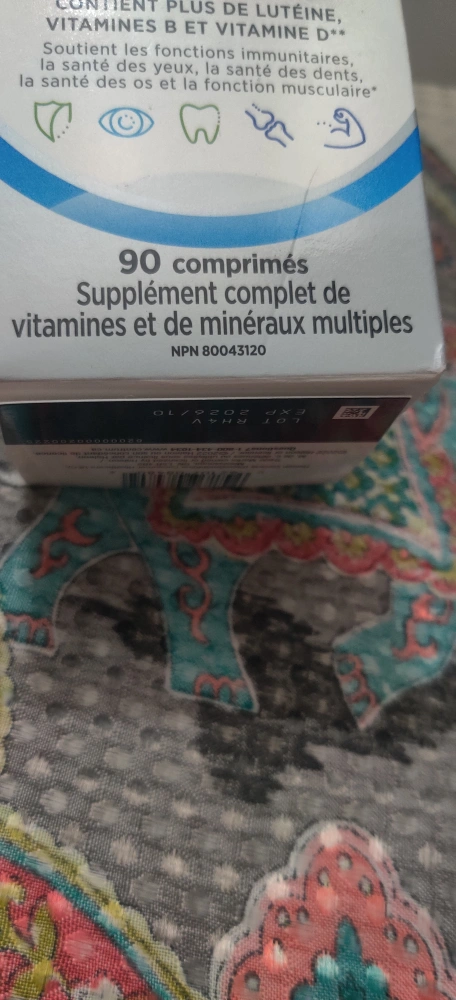 CONTIENT PLUS DE LUTÉINE,
VITAMINES B ET VITAMINE D**
Soutient les fonctions immunitaires,
la santé des yeux, la santé des dents,
la santé des os et la fonction musculaire*
90 comprimés
Supplément complet de
vitamines et de minéraux multiples
NPN 80043120
LOT RH4V
EXP 2026/10